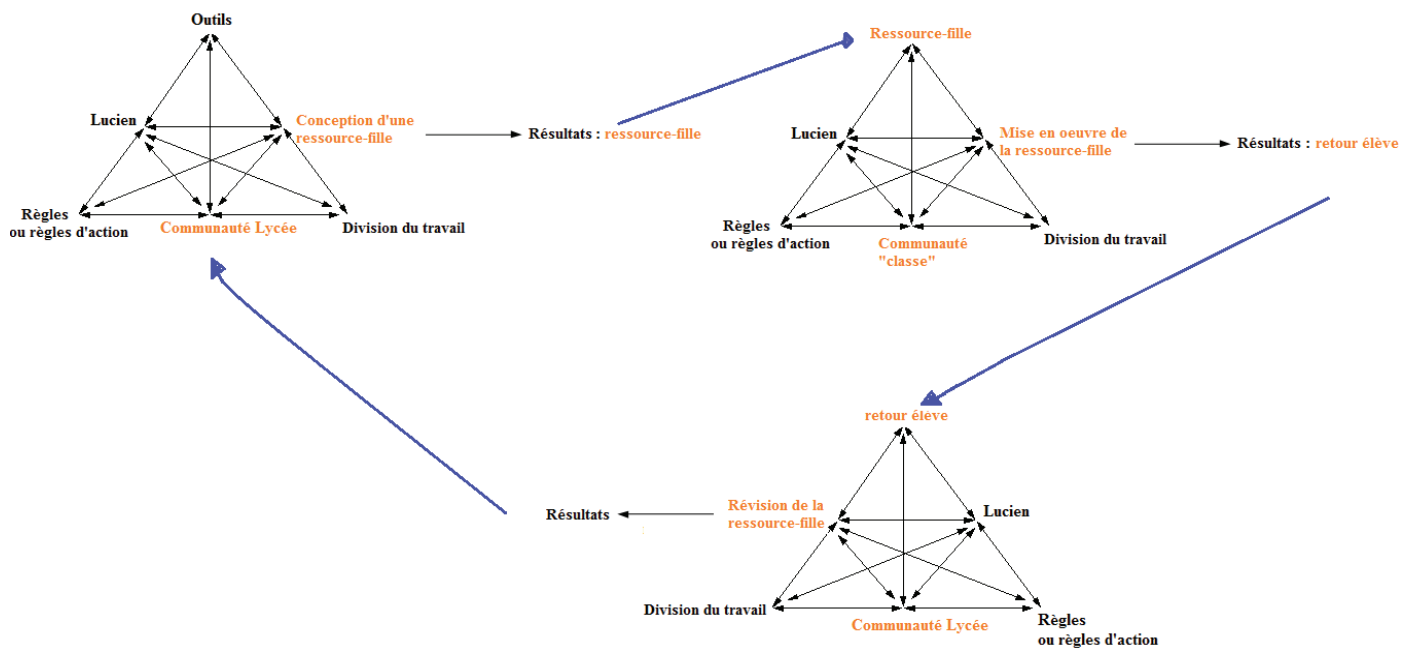 Outils
Lucien
Conception d'une
ressource-fille
Résultats : ressource-fille
Règles
ou règles d'action
Communauté Lycée
Division du travail
Ressource-fille
Lucien
Mise en oeuvre de
la ressource-fille
Résultats : retour élève
Règles
ou règles d'action
Communauté
"classe"
Division du travail
retour élève
Résultats
Révision de la
ressource-fille
Lucien
Division du travail
Communauté Lycée
Règles
ou règles d'action